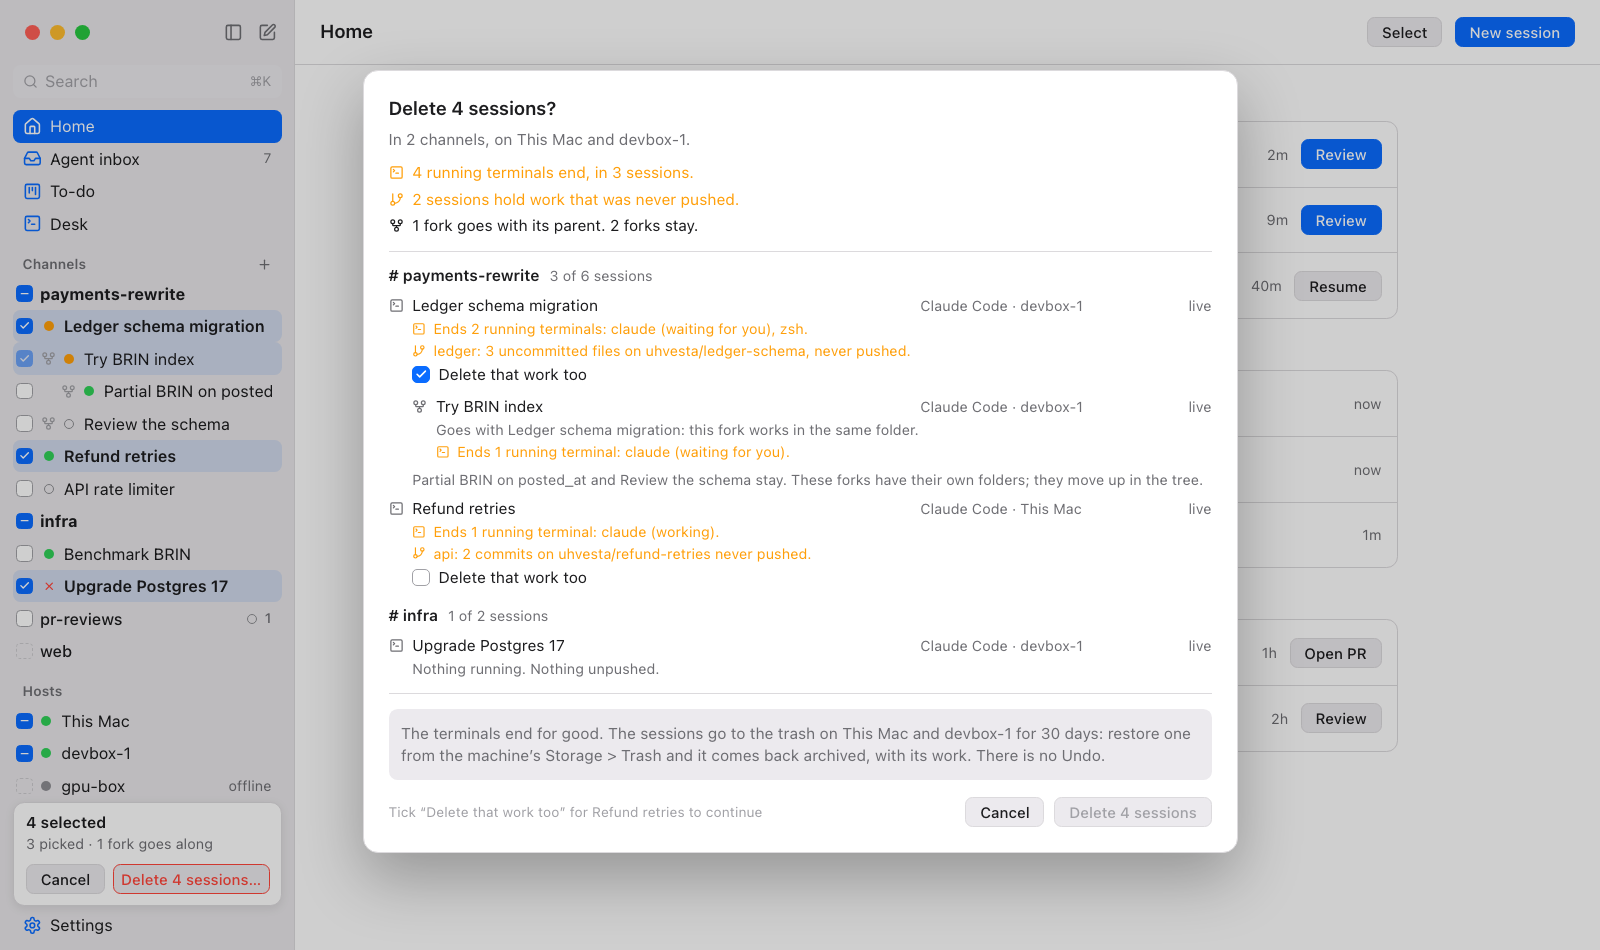 Search ⌘K
Home
Agent inbox 7
To-do
Desk
Channels
payments-rewrite
Ledger schema migration
Try BRIN index
Partial BRIN on posted
Review the schema
Refund retries
API rate limiter
infra
Benchmark BRIN
Upgrade Postgres 17
pr-reviews 1
web
Hosts
This Mac
devbox-1
gpu-box offline
4 selected
3 picked · 1 fork goes along
Cancel
Delete 4 sessions...
Settings
Home
Select
New session
2m Review
9m Review
40m Resume
now
now
1m
1h Open PR
2h Review
Delete 4 sessions?
In 2 channels, on This Mac and devbox-1.
4 running terminals end, in 3 sessions.
2 sessions hold work that was never pushed.
1 fork goes with its parent. 2 forks stay.
# payments-rewrite 3 of 6 sessions
Ledger schema migration Claude Code · devbox-1 live
Ends 2 running terminals: claude (waiting for you), zsh.
ledger: 3 uncommitted files on uhvesta/ledger-schema, never pushed.
Delete that work too
Try BRIN index Claude Code · devbox-1 live
Goes with Ledger schema migration: this fork works in the same folder.
Ends 1 running terminal: claude (waiting for you).
Partial BRIN on posted_at and Review the schema stay. These forks have their own folders; they move up in the tree.
Refund retries Claude Code · This Mac live
Ends 1 running terminal: claude (working).
api: 2 commits on uhvesta/refund-retries never pushed.
Delete that work too
# infra 1 of 2 sessions
Upgrade Postgres 17 Claude Code · devbox-1 live
Nothing running. Nothing unpushed.
The terminals end for good. The sessions go to the trash on This Mac and devbox-1 for 30 days: restore one
from the machine’s Storage > Trash and it comes back archived, with its work. There is no Undo.
Tick “Delete that work too” for Refund retries to continue
Cancel
Delete 4 sessions